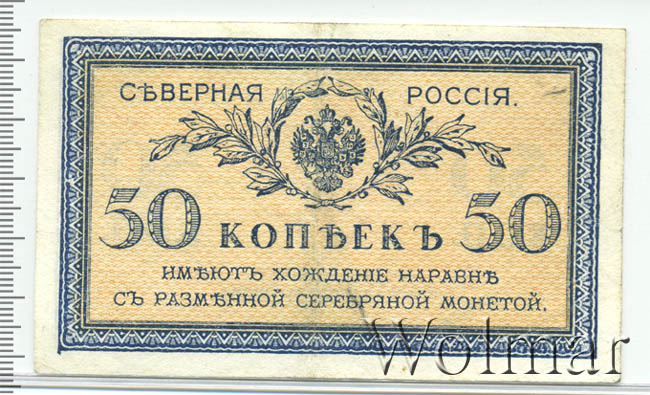 СѢВЕРНАЯ РОССІЯ.
50 КОПѢЕКЪ 50
ИМѢЮТЪ ХОЖДЕНІЕ НАРАВНѢ
СЪ РАЗМѢННОЙ СЕРЕБРЯНОЙ МОНЕТОЙ.
Wolmar